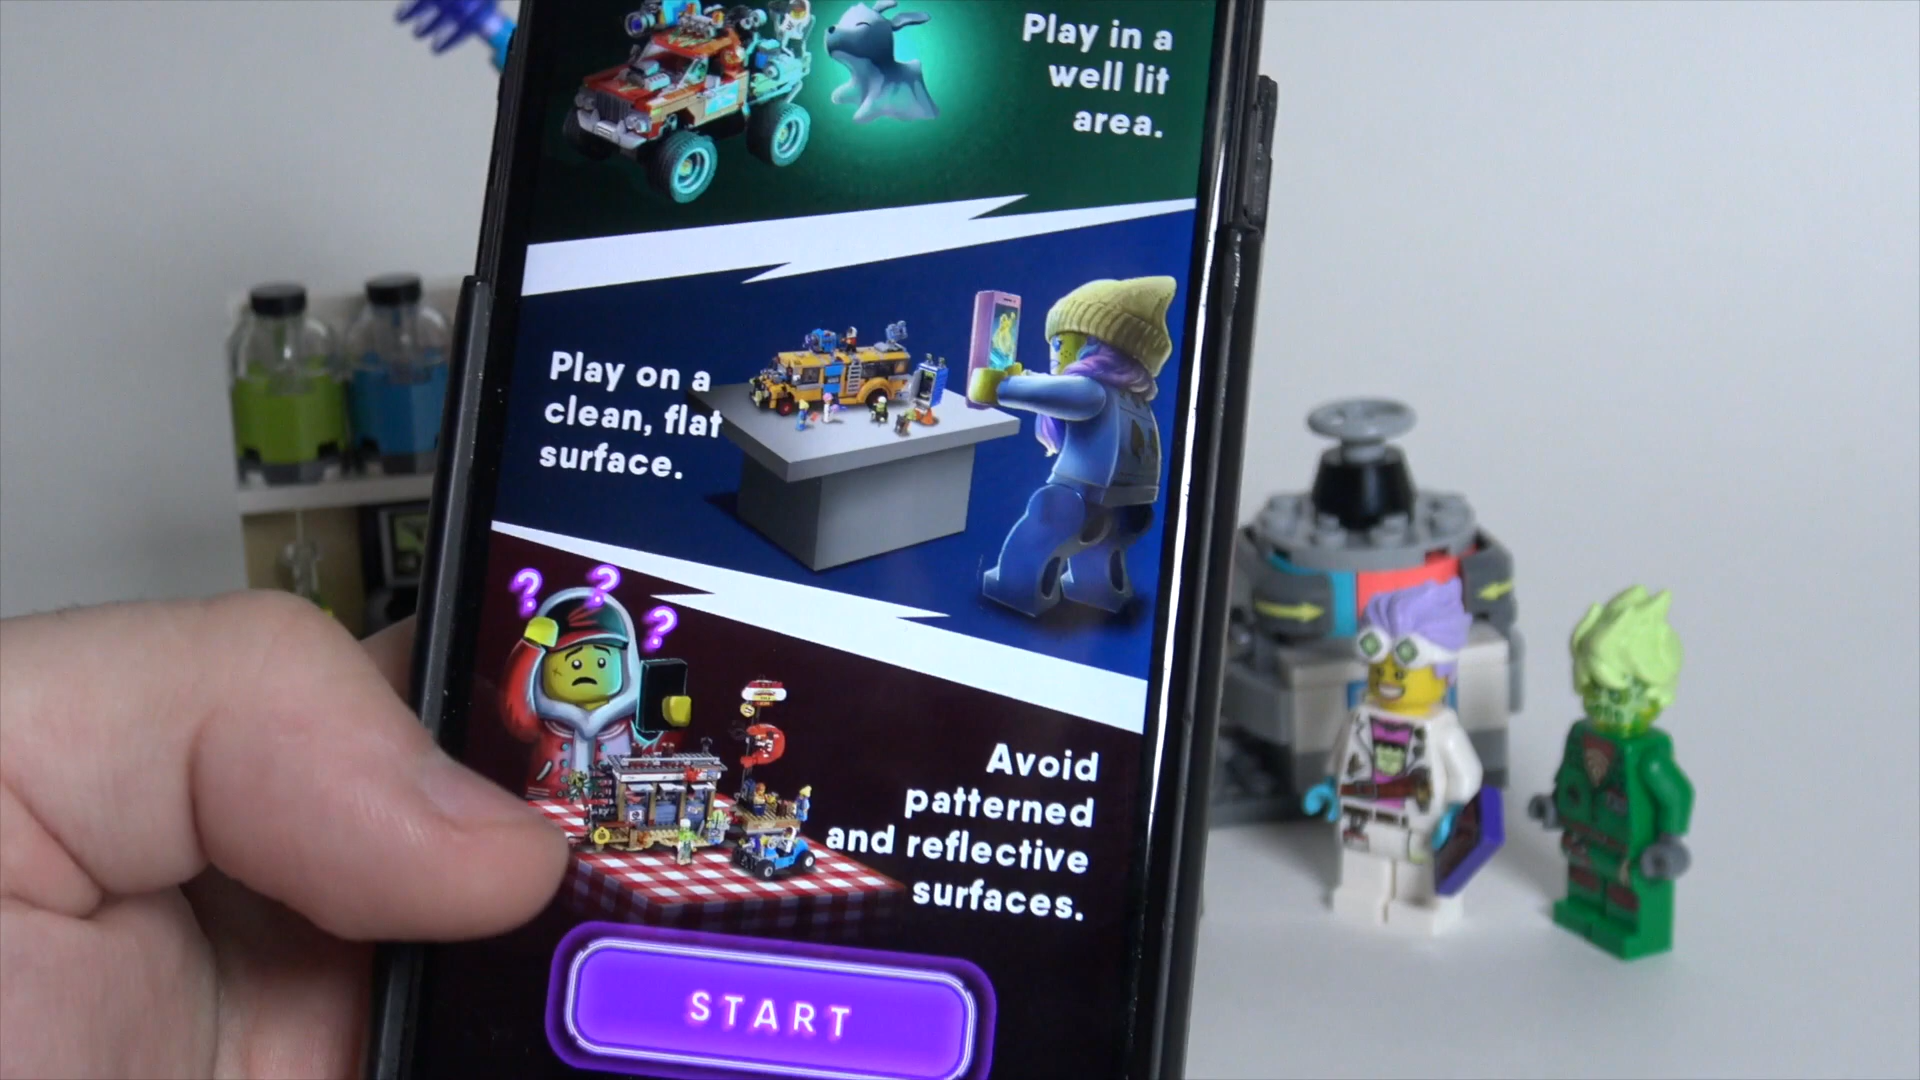 Play in a
well lit
area.
Play on a
clean, flat
surface.
? ? ?
Avoid
patterned
and reflective
surfaces.
START